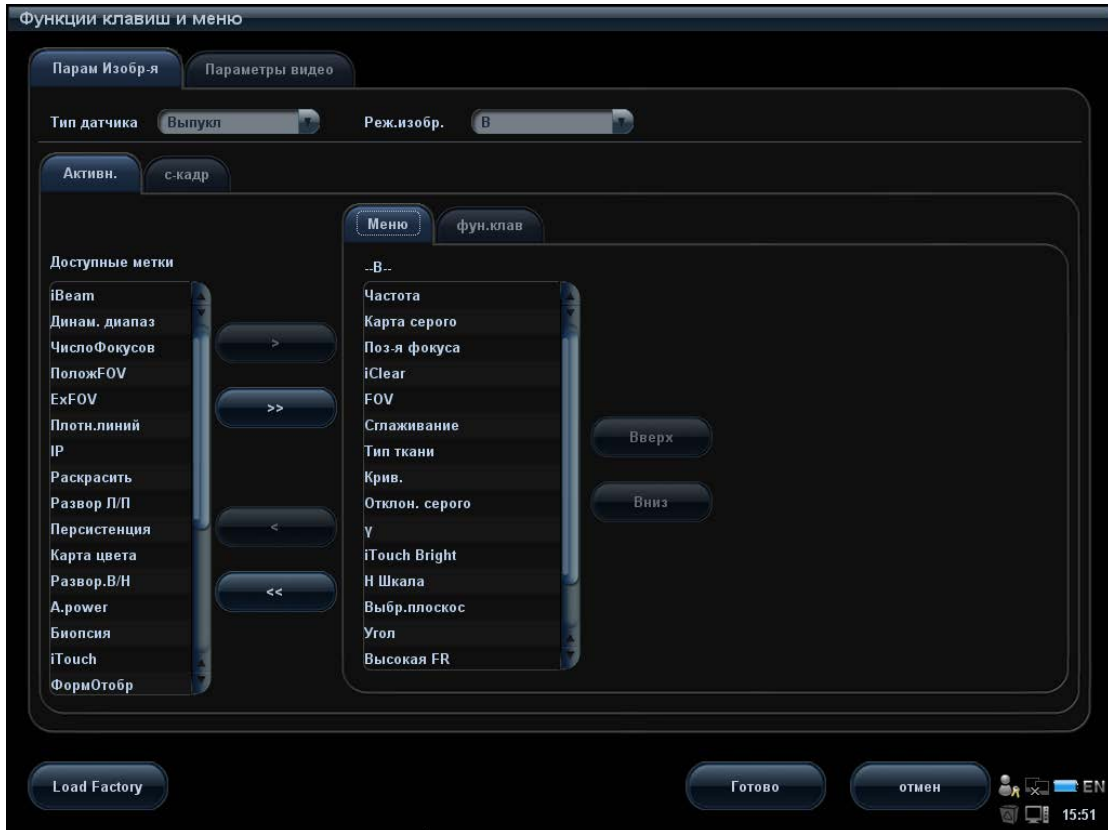 Функции клавиш и меню
Парам Изобр-я Параметры видео
Тип датчика Выпукл Реж.изобр. B
Активн. с-кадр
Меню фун.клав
Доступные метки
iBeam
Динам. диапаз
ЧислоФокусов
ПоложFOV
ExFOV
Плотн.линий
IP
Раскрасить
Развор Л/П
Персистенция
Карта цвета
Развор.В/Н
A.power
Биопсия
iTouch
ФормОтобр
>
>>
<
<<
--B--
Частота
Карта серого
Поз-я фокуса
iClear
FOV
Сглаживание
Тип ткани
Крив.
Отклон. серого
γ
iTouch Bright
Н Шкала
Выбр.плоскос
Угол
Высокая FR
Вверх
Вниз
Load Factory Готово отмен EN
15:51